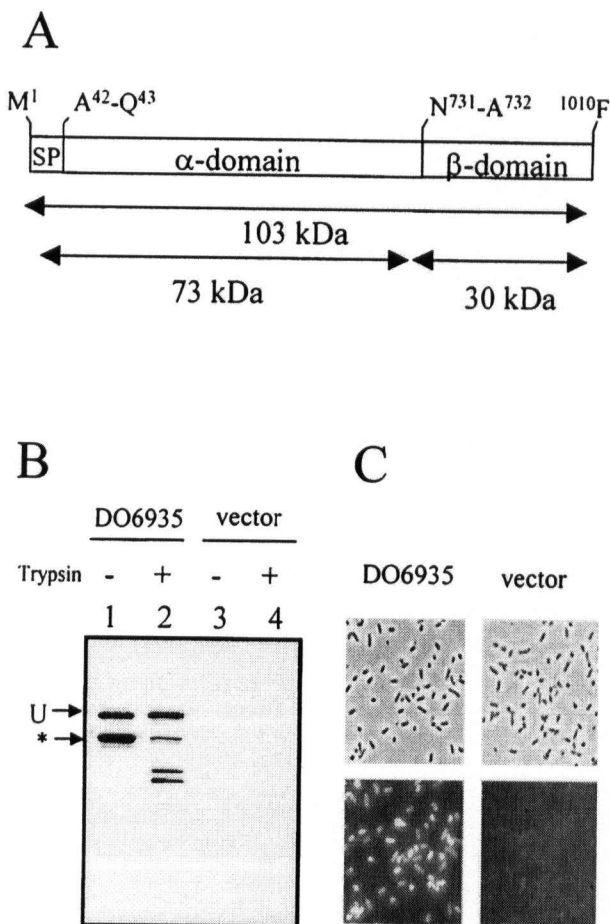 A
M¹ A⁴²-Q⁴³ N⁷³¹-A⁷³² ¹⁰¹⁰F
SP α-domain β-domain
103 kDa
73 kDa 30 kDa
B
DO6935 vector
Trypsin - + - +
1 2 3 4
U
*
C
DO6935 vector